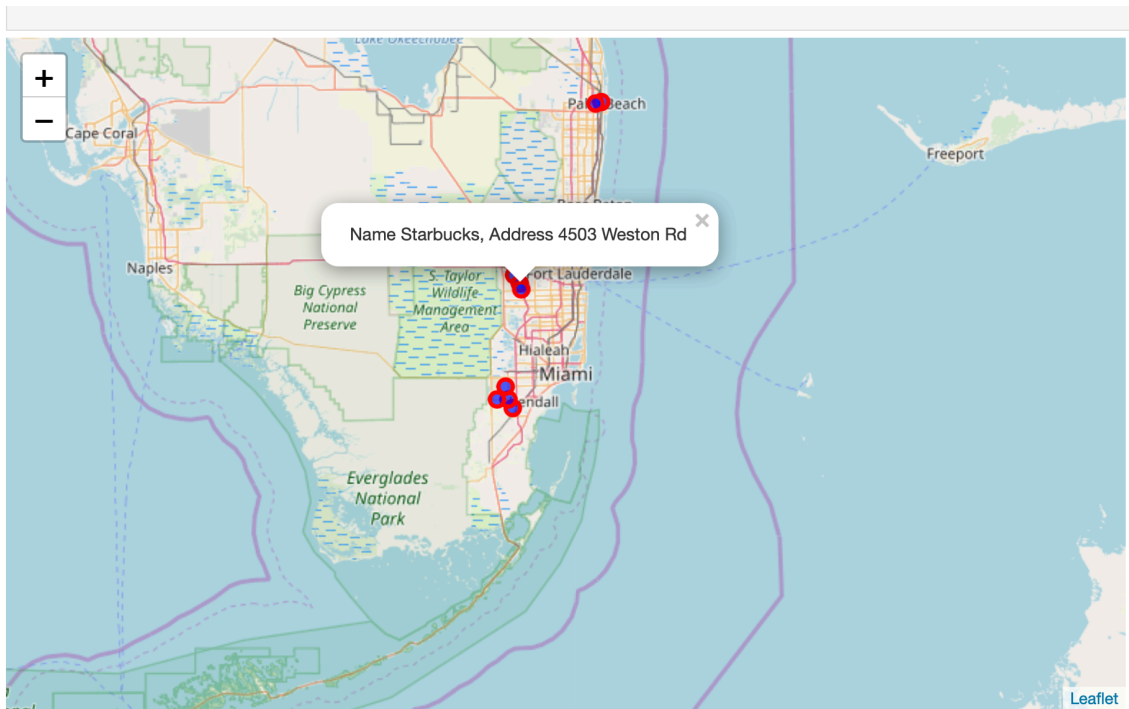 Lake Okeechobee
+
−
Cape Coral
Beach
Freeport
×
Name Starbucks, Address 4503 Weston Rd
Fort Lauderdale
Naples
Big Cypress
National
Preserve
S. Taylor
Wildlife
Management
Area
Hialeah
Miami
endall
Everglades
National
Park
Leaflet